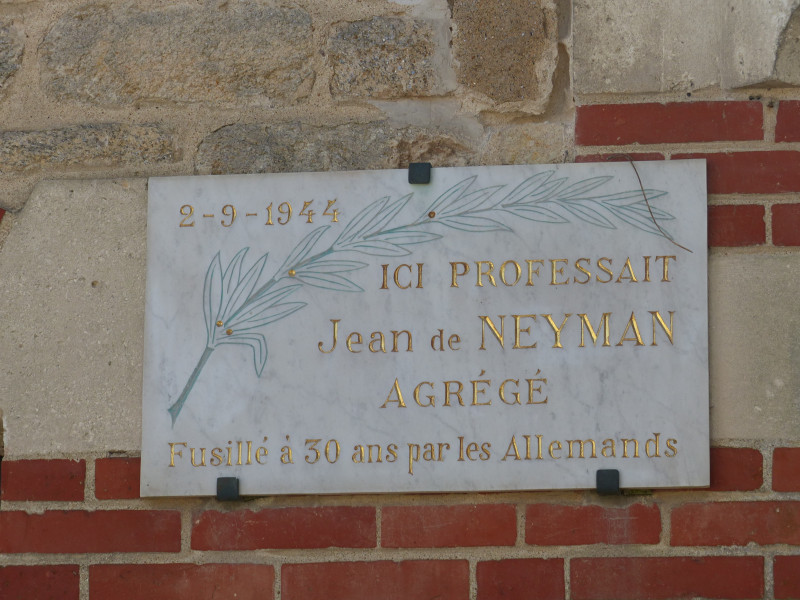 2-9-1944
ICI PROFESSAIT
Jean de NEYMAN
AGRÉGÉ
Fusillé à 30 ans par les Allemands